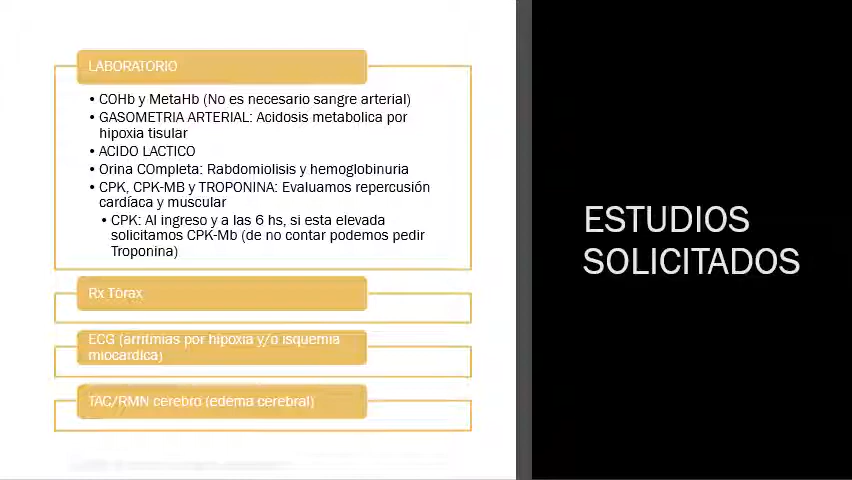 LABORATORIO
• COHb y MetaHb (No es necesario sangre arterial)
• GASOMETRIA ARTERIAL: Acidosis metabolica por
hipoxia tisular
• ACIDO LACTICO
• Orina COmpleta: Rabdomiolisis y hemoglobinuria
• CPK, CPK-MB y TROPONINA: Evaluamos repercusión
cardíaca y muscular
• CPK: Al ingreso y a las 6 hs, si esta elevada
solicitamos CPK-Mb (de no contar podemos pedir
Troponina)
Rx Tórax
ECG (arritmias por hipoxia y/o isquemia
miocardica)
TAC/RMN cerebro (edema cerebral)
ESTUDIOS
SOLICITADOS